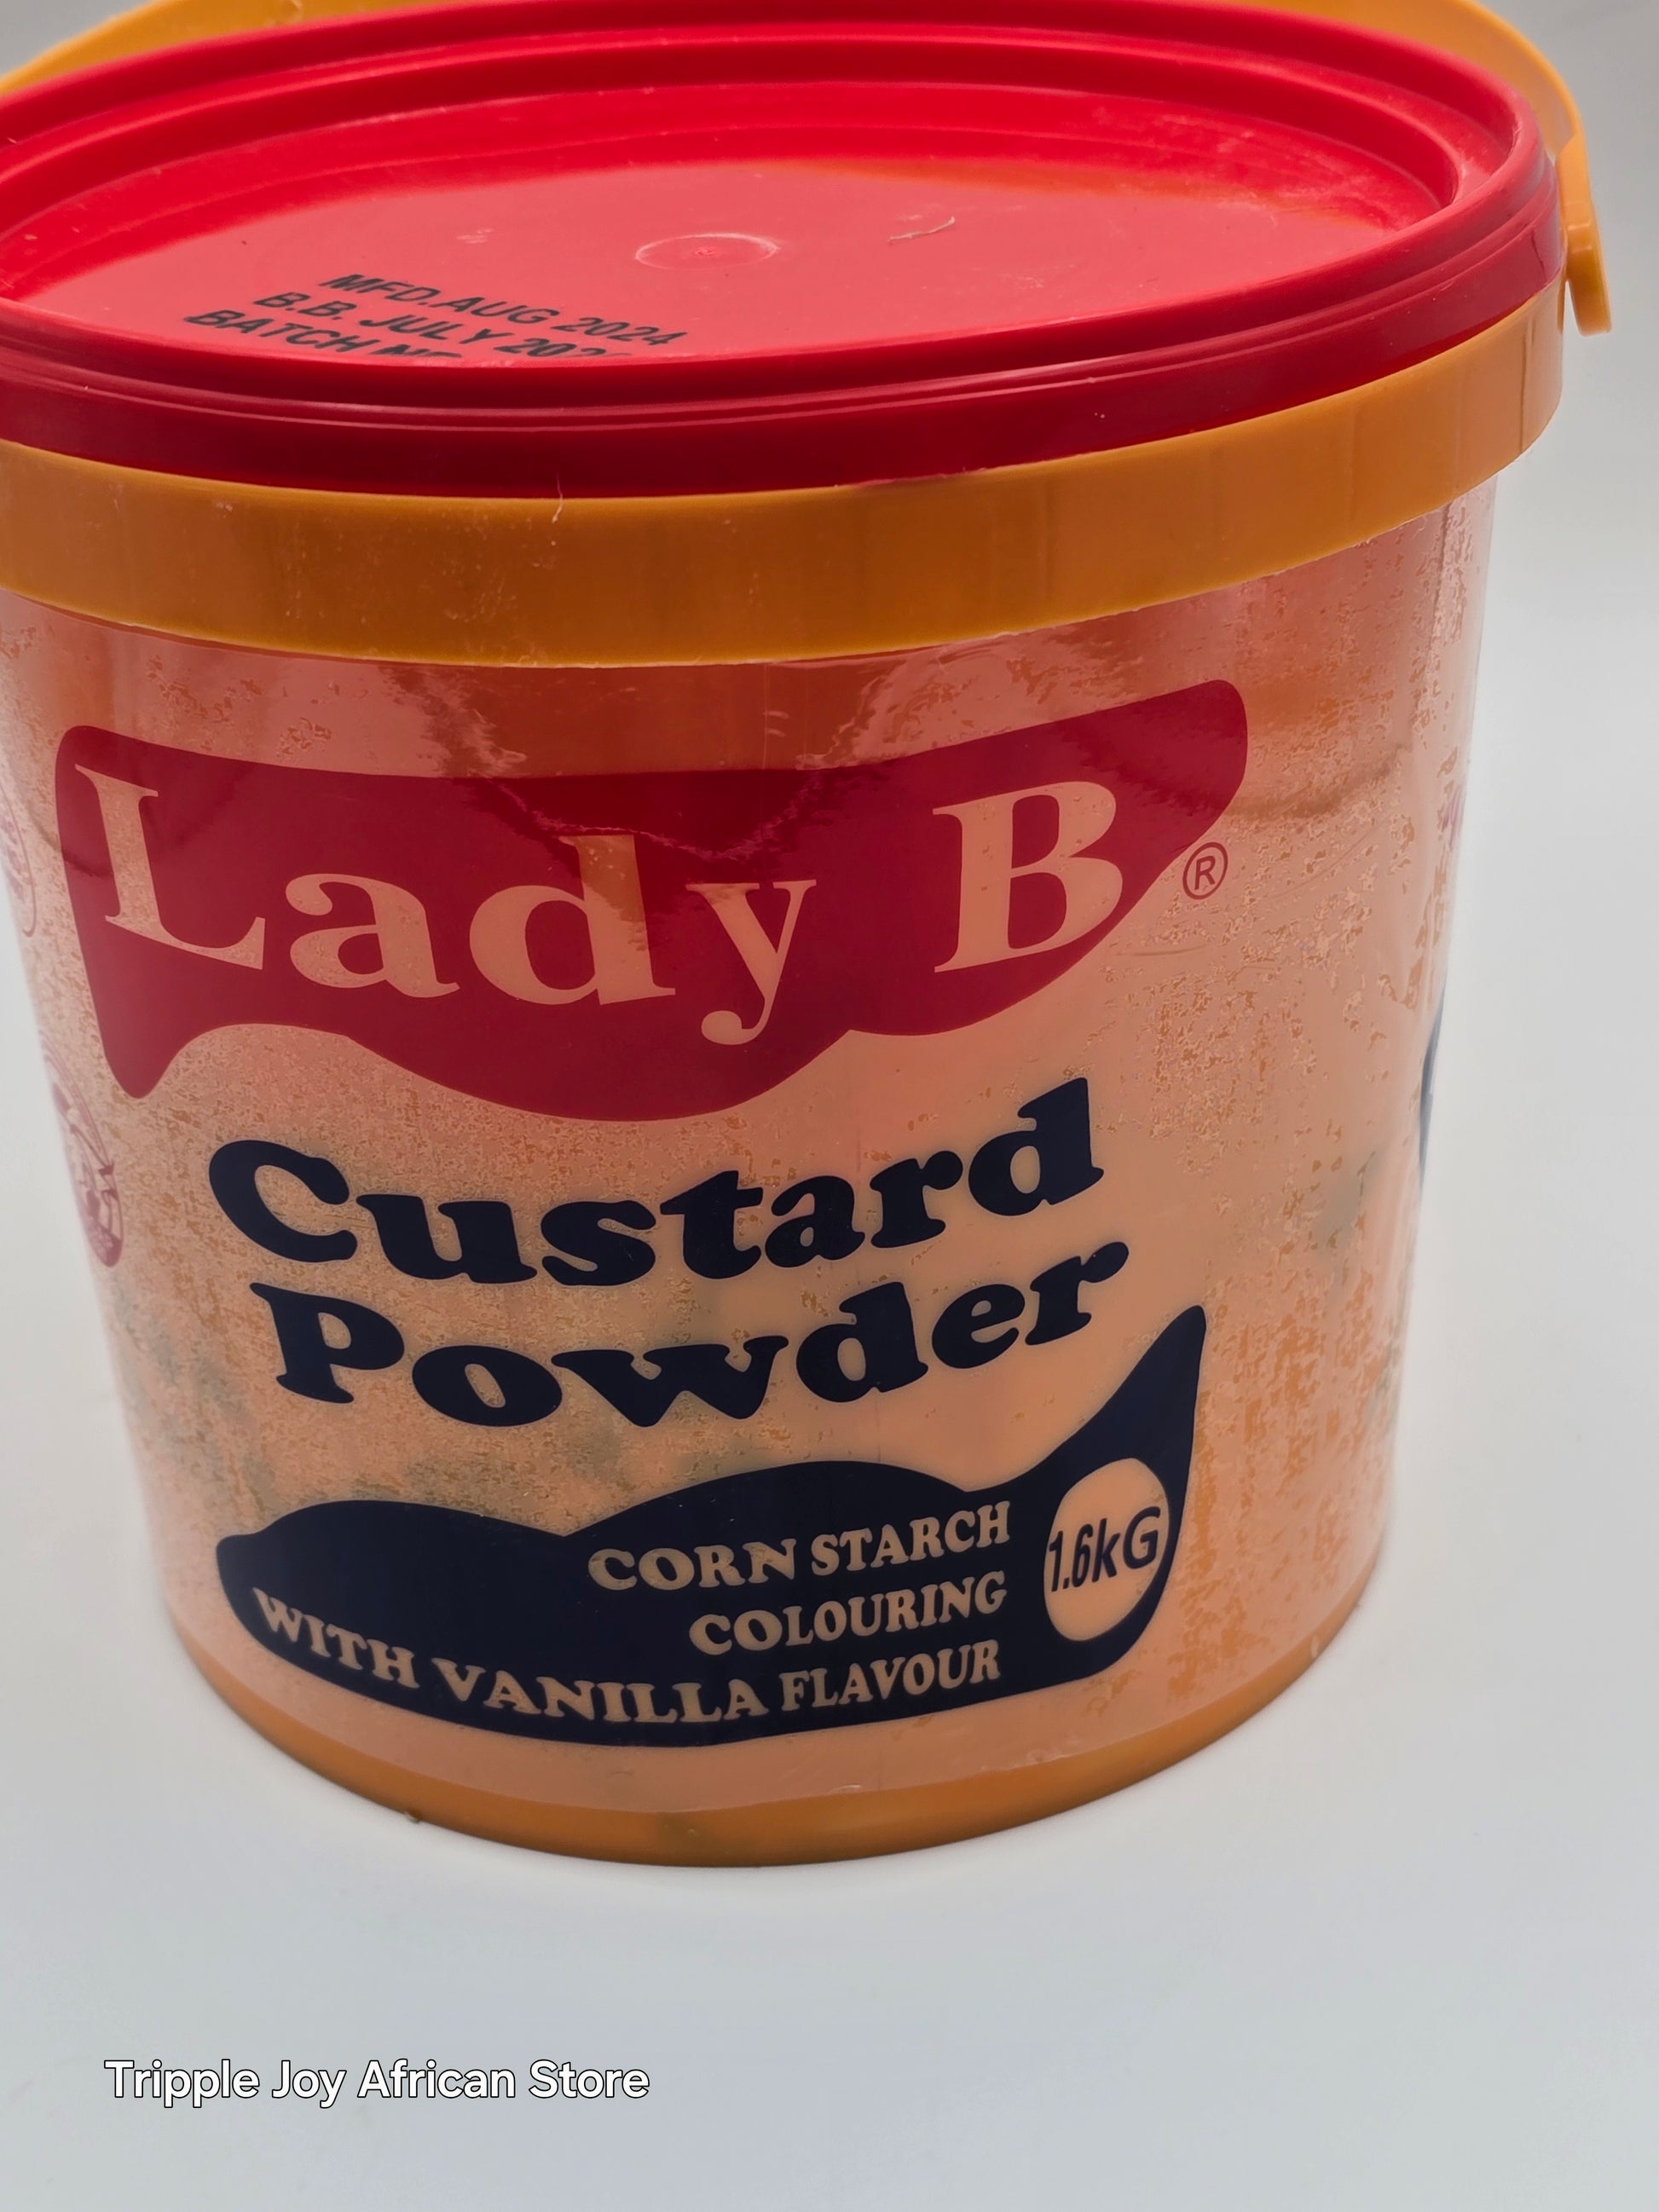 MFD.AUG 2024
B.B. JULY
BATCH
Lady B ®
Custard
Powder
CORN STARCH
COLOURING
WITH VANILLA FLAVOUR
1.6kG
Tripple Joy African Store